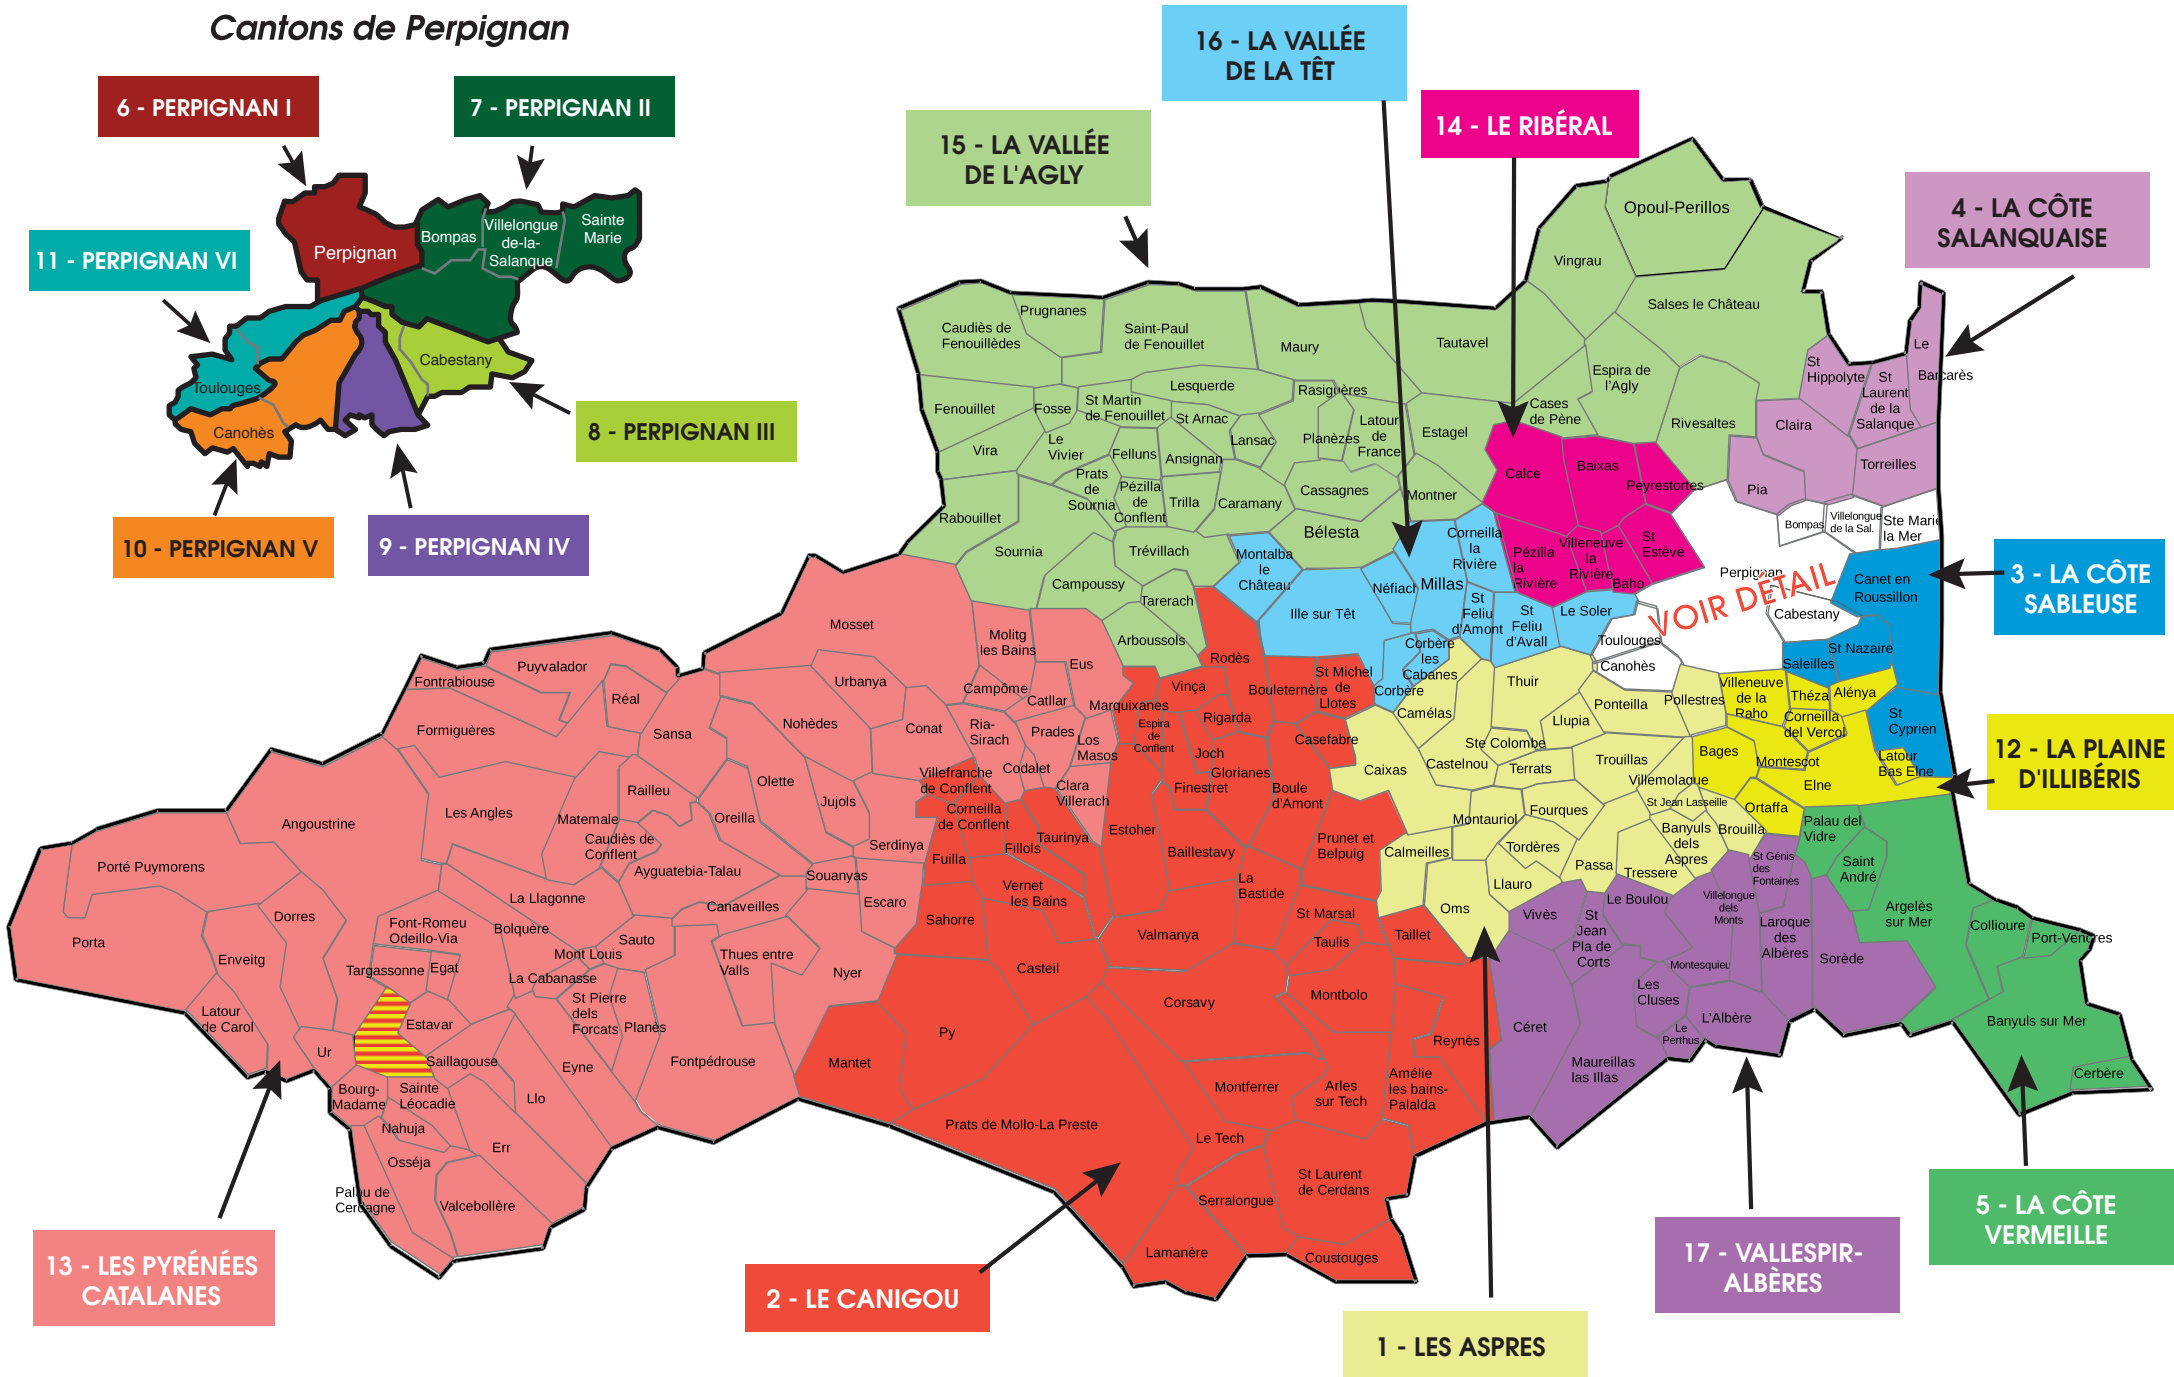 Cantons de Perpignan
6 - PERPIGNAN I
7 - PERPIGNAN II
11 - PERPIGNAN VI
8 - PERPIGNAN III
10 - PERPIGNAN V
9 - PERPIGNAN IV
Perpignan
Bompas
Villelongue
de-la-
Salanque
Sainte
Marie
Cabestany
Toulouges
Canohès
16 - LA VALLÉE
DE LA TÊT
14 - LE RIBÉRAL
15 - LA VALLÉE
DE L'AGLY
4 - LA CÔTE
SALANQUAISE
3 - LA CÔTE
SABLEUSE
12 - LA PLAINE
D'ILLIBÉRIS
5 - LA CÔTE
VERMEILLE
17 - VALLESPIR-
ALBÈRES
1 - LES ASPRES
2 - LE CANIGOU
13 - LES PYRÉNÉES
CATALANES
Opoul-Perillos
Vingrau
Salses le Château
Prugnanes
Caudiès de
Fenouillèdes
Saint-Paul
de Fenouillet
Maury
Tautavel
Espira de
l'Agly
Cases
de Pène
Rivesaltes
Lesquerde
Rasiguères
Fenouillet
Fosse
St Martin
de Fenouillet
St Arnac
Lansac
Planèzes
Latour
de
France
Estagel
Vira
Le
Vivier
Felluns
Ansignan
Prats
de
Sournia
Pézilla
de
Conflent
Trilla
Caramany
Cassagnes
Montner
Rabouillet
Sournia
Trévillach
Bélesta
Campoussy
Tarerach
Arboussols
Le
Barcarès
St
Hippolyte
St
Laurent
de la
Salanque
Claira
Torreilles
Pia
Calce
Baixas
Peyrestortes
Pézilla
la
Rivière
Villeneuve
la
Rivière
St
Estève
Baho
Bompas
Villelongue
de la Sal.
Ste Marie
la Mer
Perpignan
VOIR DÉTAIL
Cabestany
Toulouges
Canohès
Canet en
Roussillon
St Nazaire
Saleilles
St
Cyprien
Montalba
le
Château
Ille sur Têt
Néfiach
Millas
Corneilla
la
Rivière
St
Feliu
d'Amont
St
Feliu
d'Avall
Le Soler
Corbère
les
Cabanes
Corbère
Villeneuve
de la
Raho
Théza
Alénya
Corneilla
del Vercol
Bages
Montescot
Latour
Bas Elne
Elne
Ortaffa
Thuir
Camélas
Llupia
Ponteilla
Pollestres
Ste Colombe
Castelnou
Terrats
Trouillas
Caixas
Villemolaque
St Jean Lasseille
Fourques
Montauriol
Banyuls
dels
Aspres
Brouilla
Tordères
Passa
Tressere
Calmeilles
Llauro
Oms
Palau del
Vidre
Saint
André
Argelès
sur Mer
Collioure
Port-Vendres
Banyuls sur Mer
Cerbère
St Génis
des
Fontaines
Villelongue
dels
Monts
Laroque
des
Albères
Sorède
Le Boulou
Vivès
St
Jean
Pla de
Corts
Montesquieu
Les
Cluses
L'Albère
Le
Perthus
Céret
Maureillas
las Illas
Rodès
Vinça
Bouleternère
St Michel
de
Llotes
Marquixanes
Espira
de
Conflent
Rigarda
Joch
Casefabre
Glorianes
Finestret
Boule
d'Amont
Prunet et
Belpuig
Estoher
Baillestavy
La
Bastide
Villefranche
de Conflent
Corneilla
de Conflent
Taurinya
Fillols
Fuilla
Vernet
les Bains
Sahorre
Casteil
Valmanya
St Marsal
Taulis
Taillet
Montbolo
Corsavy
Py
Mantet
Reynès
Montferrer
Arles
sur Tech
Amélie
les bains-
Palalda
Prats de Mollo-La Preste
Le Tech
St Laurent
de Cerdans
Serralongue
Lamanère
Coustouges
Mosset
Molitg
les Bains
Eus
Campôme
Catllar
Urbanya
Puyvalador
Fontrabiouse
Réal
Nohèdes
Conat
Ria-
Sirach
Prades
Los
Masos
Codalet
Clara
Villerach
Formiguères
Sansa
Olette
Jujols
Railleu
Les Angles
Matemale
Oreilla
Caudiès de
Conflent
Serdinya
Angoustrine
Porté Puymorens
Ayguatebia-Talau
Souanyas
Escaro
La Llagonne
Canaveilles
Dorres
Font-Romeu
Odeillo-Via
Bolquère
Sauto
Mont Louis
Porta
Enveitg
Targassonne
Egat
La Cabanasse
Thues entre
Valls
Nyer
Latour
de Carol
St Pierre
dels
Forcats
Planès
Estavar
Ur
Saillagouse
Eyne
Fontpédrouse
Bourg-
Madame
Sainte
Léocadie
Llo
Nahuja
Err
Osséja
Palau de
Cerdagne
Valcebollère